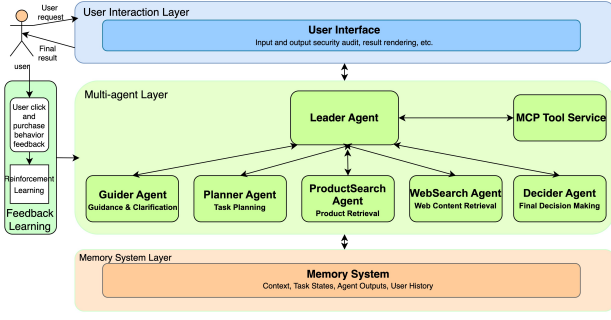 User
request
Final
result
user
User Interaction Layer
User Interface
Input and output security audit, result rendering, etc.
User click
and
purchase
behavior
feedback
Reinforcement
Learning
Feedback
Learning
Multi-agent Layer
Leader Agent
MCP Tool Service
Guider Agent
Guidance & Clarification
Planner Agent
Task Planning
ProductSearch
Agent
Product Retrieval
WebSearch Agent
Web Content Retrieval
Decider Agent
Final Decision Making
Memory System Layer
Memory System
Context, Task States, Agent Outputs, User History